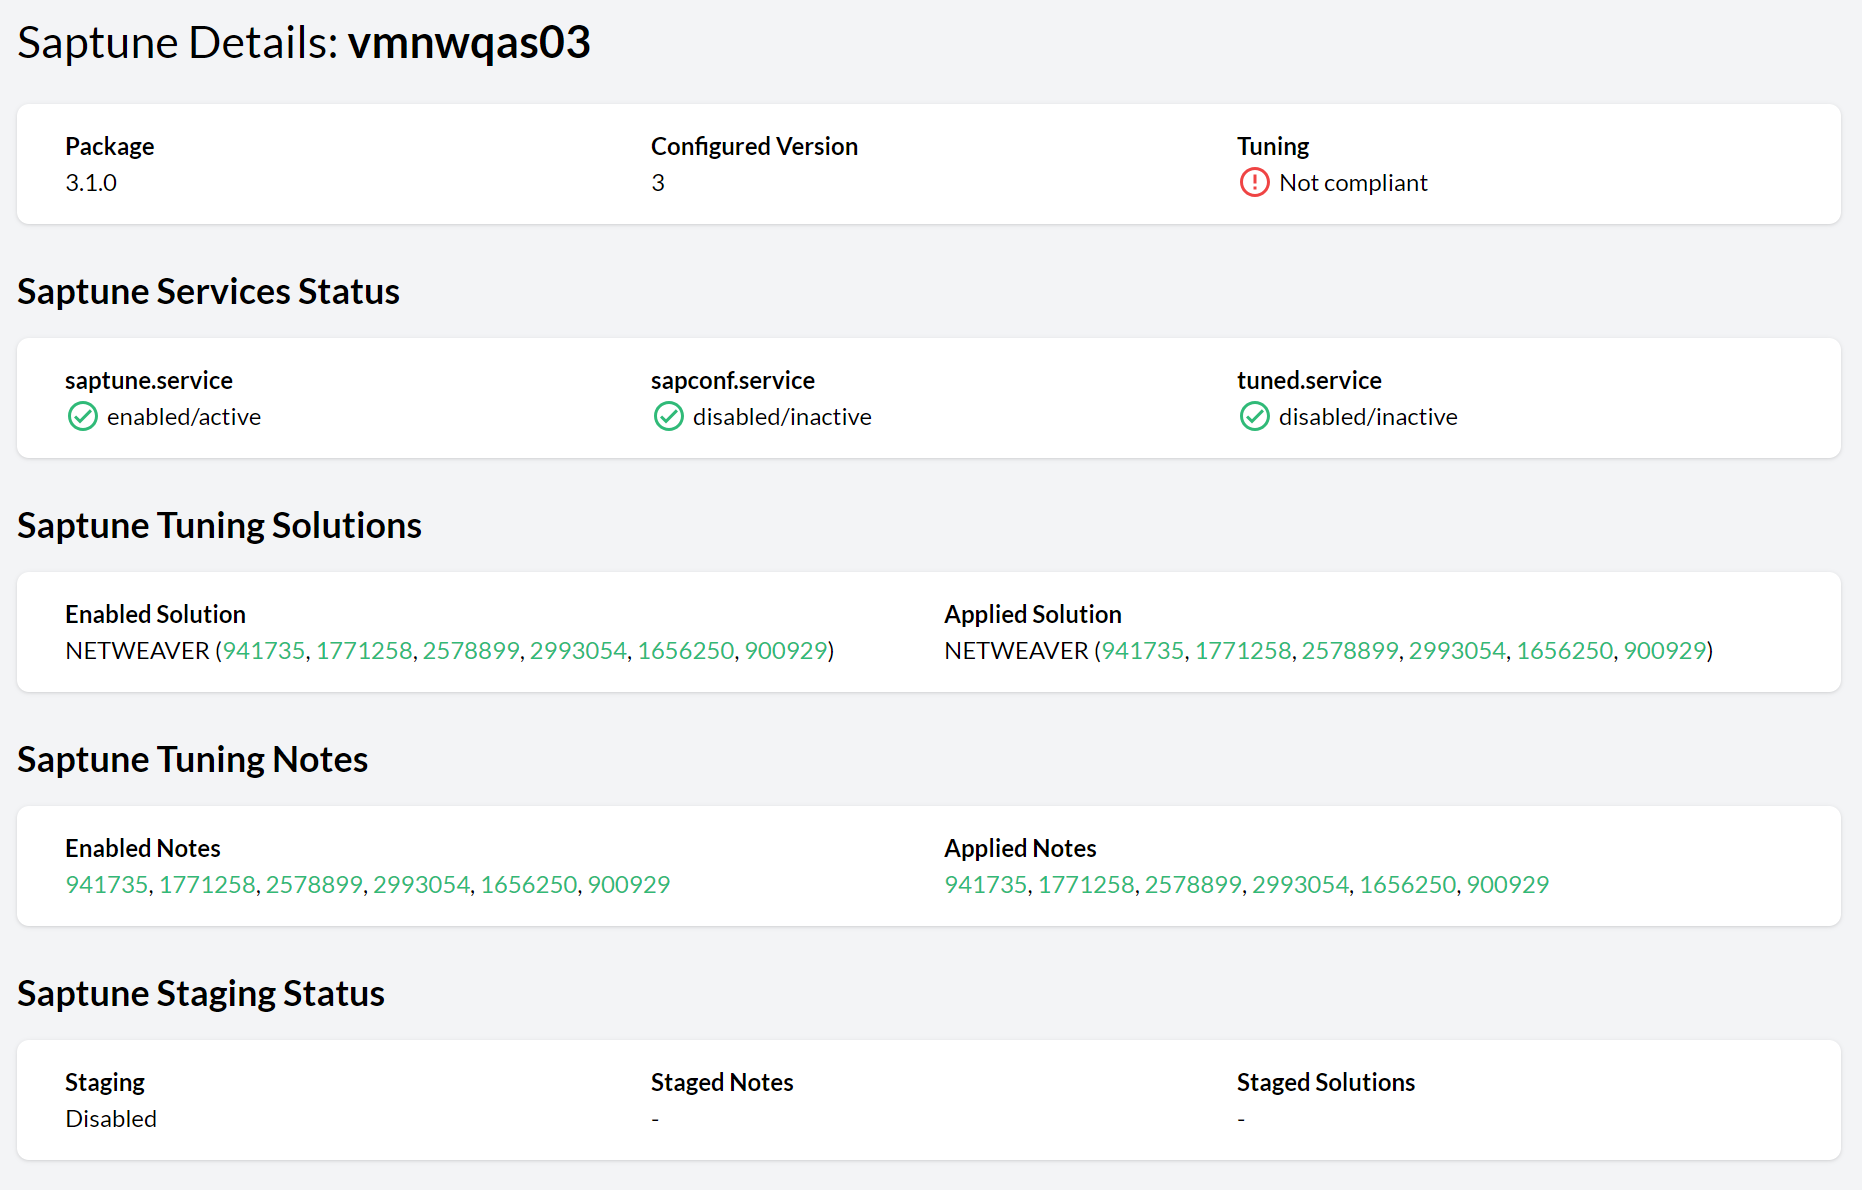 Saptune Details: vmnwqas03
Package
Configured Version
Tuning
3.1.0
3
Not compliant
Saptune Services Status
saptune.service
sapconf.service
tuned.service
enabled/active
disabled/inactive
disabled/inactive
Saptune Tuning Solutions
Enabled Solution
Applied Solution
NETWEAVER (941735, 1771258, 2578899, 2993054, 1656250, 900929)
NETWEAVER (941735, 1771258, 2578899, 2993054, 1656250, 900929)
Saptune Tuning Notes
Enabled Notes
Applied Notes
941735, 1771258, 2578899, 2993054, 1656250, 900929
941735, 1771258, 2578899, 2993054, 1656250, 900929
Saptune Staging Status
Staging
Staged Notes
Staged Solutions
Disabled
-
-